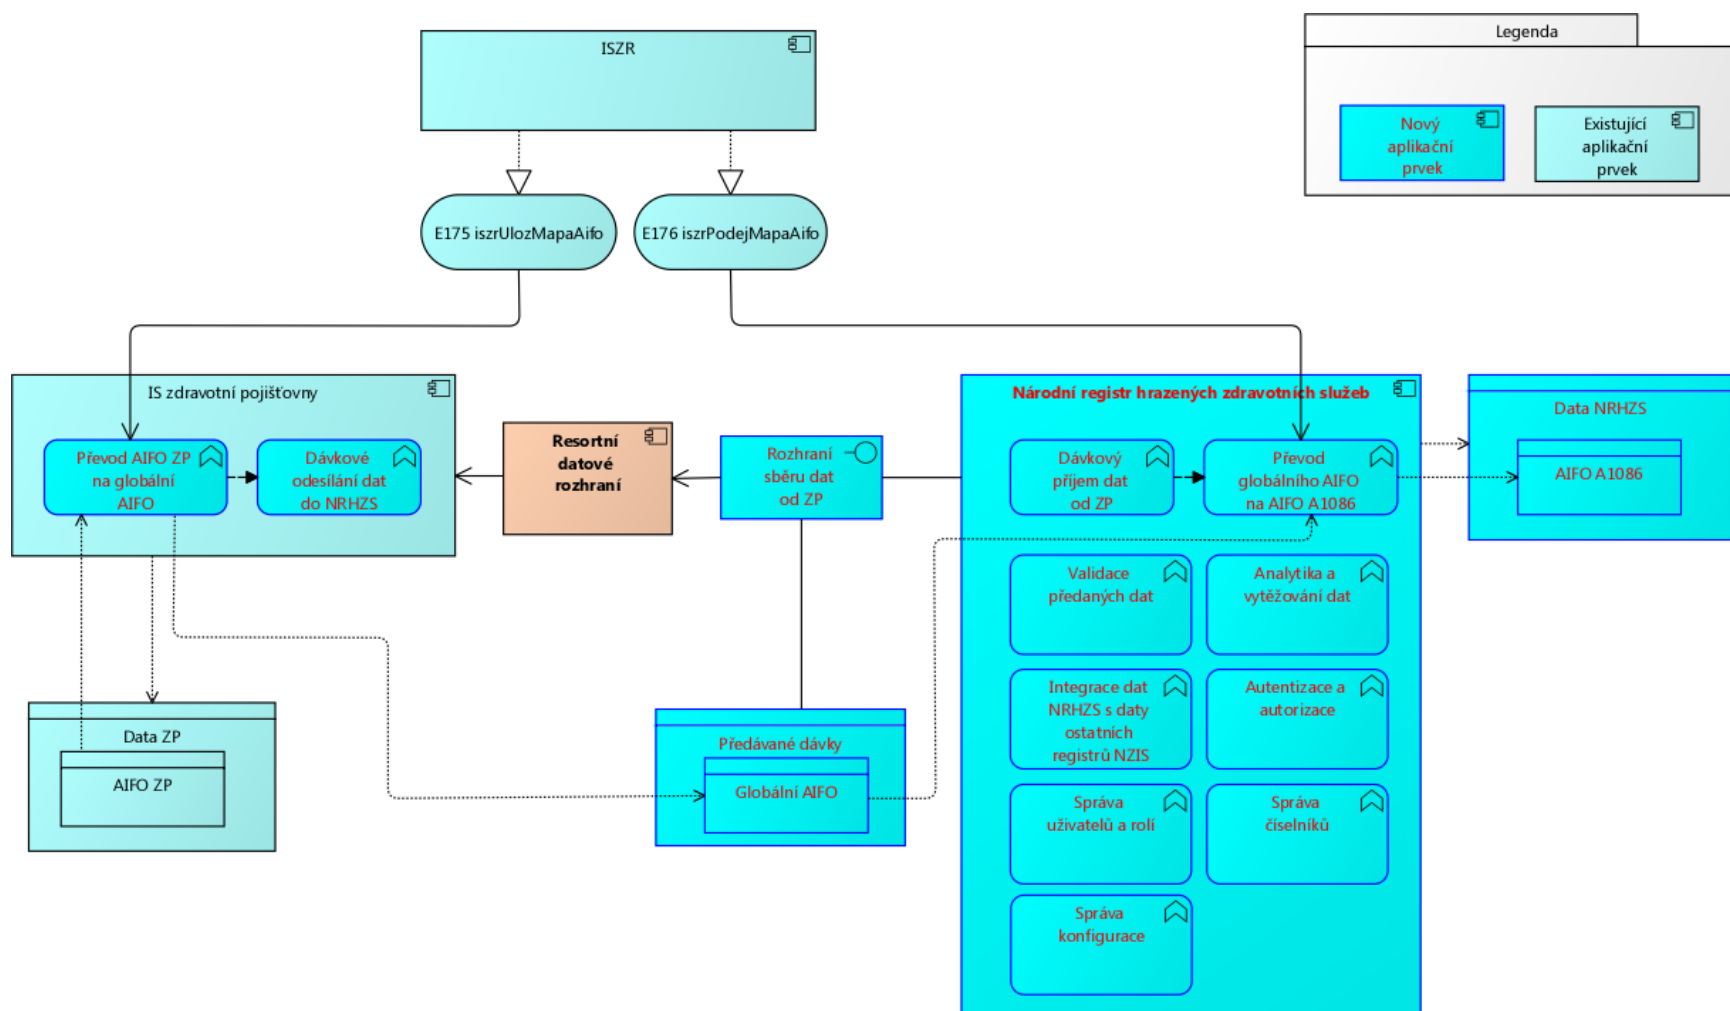 ISZR
Legenda
Nový
aplikační
prvek
Existující
aplikační
prvek
E175 iszrUlozMapaAifo
E176 iszrPodejMapaAifo
IS zdravotní pojišťovny
Převod AIFO ZP
na globální
AIFO
Dávkové
odesílání dat
do NRHZS
Resortní
datové
rozhraní
Rozhraní
sběru dat
od ZP
Národní registr hrazených zdravotních služeb
Dávkový
příjem dat
od ZP
Převod
globálního AIFO
na AIFO A1086
Data NRHZS
AIFO A1086
Validace
předaných dat
Analytika a
vytěžování dat
Integrace dat
NRHZS s daty
ostatních
registrů NZIS
Autentizace a
autorizace
Data ZP
AIFO ZP
Předávané dávky
Globální AIFO
Správa
uživatelů a rolí
Správa
číselníků
Správa
konfigurace